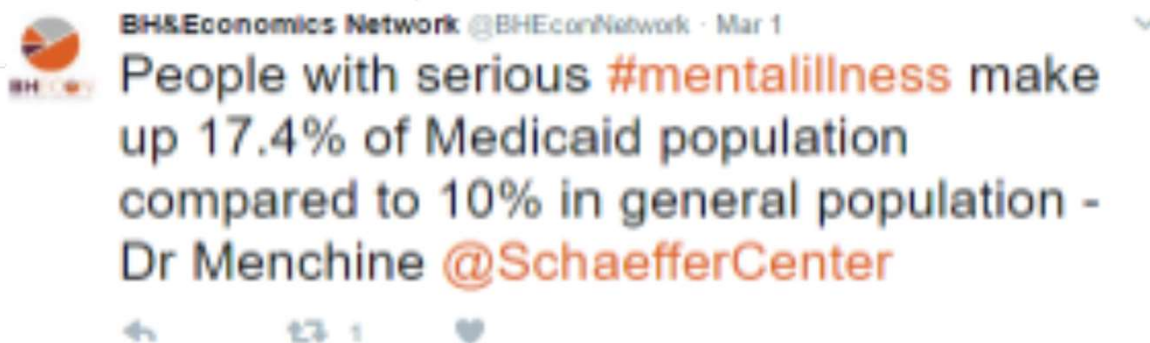 BH&Economics Network @BHEconNetwork · Mar 1
People with serious #mentalillness make
up 17.4% of Medicaid population
compared to 10% in general population -
Dr Menchine @SchaefferCenter
BHECON
1